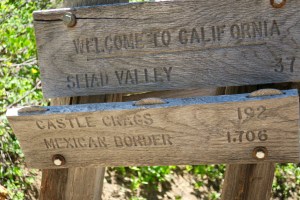 WELCOME TO CALIFORNIA
SEIAD VALLEY 37
CASTLE CRAGS 192
MEXICAN BORDER 1,706